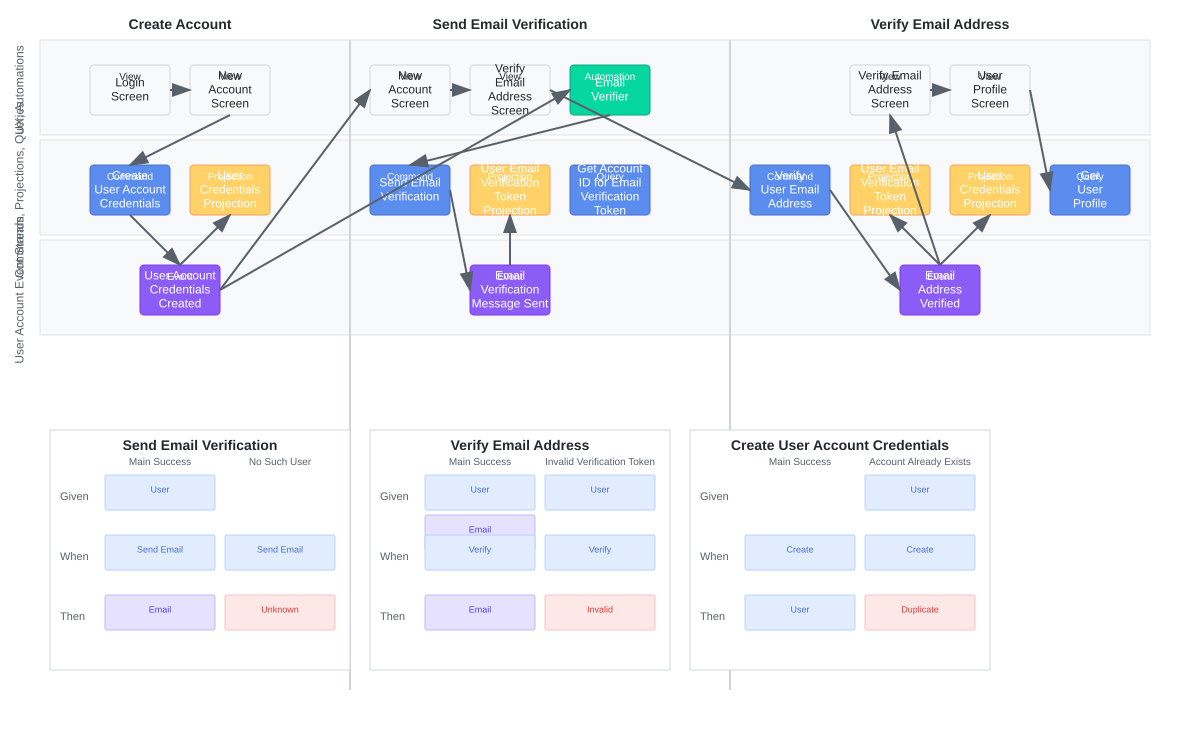 Create Account
Send Email Verification
Verify Email Address
View
Login
Screen
View
New
Account
Screen
View
New
Account
Screen
View
Verify
Email
Address
Screen
Automation
Email
Verifier
View
Verify Email
Address
Screen
View
User
Profile
Screen
Command
Create
User Account
Credentials
Projection
User
Credentials
Projection
Command
Send Email
Verification
Projection
User Email
Verification
Token
Projection
Query
Get Account
ID for Email
Verification
Token
Command
Verify
User Email
Address
Projection
User Email
Verification
Token
Projection
Projection
User
Credentials
Projection
Query
Get
User
Profile
Event
User Account
Credentials
Created
Event
Email
Verification
Message Sent
Event
Email
Address
Verified
Automations
Projections, Queries
User Account Event Stream
Send Email Verification
Main Success
No Such User
Given
User
When
Send Email
Send Email
Then
Email
Unknown
Verify Email Address
Main Success
Invalid Verification Token
Given
User
User
Email
When
Verify
Verify
Then
Email
Invalid
Create User Account Credentials
Main Success
Account Already Exists
Given
User
When
Create
Create
Then
User
Duplicate